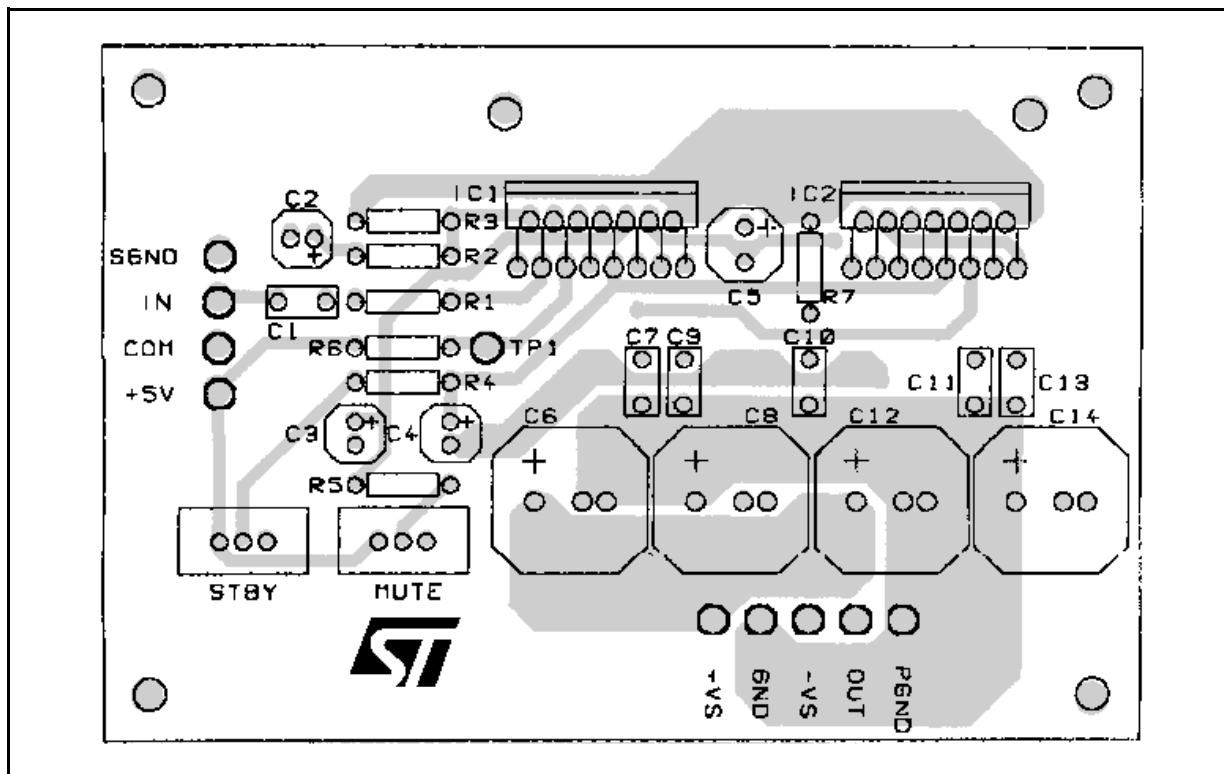 IC1
IC2
C2
R3
SGND
R2
C5
IN
R1
R7
C1
COM
R6
TP1
C7
C9
C10
+5V
R4
C11
C13
C3
C4
C6
C8
C12
C14
R5
STBY
MUTE
ST
+VS
GND
-VS
OUT
PGND